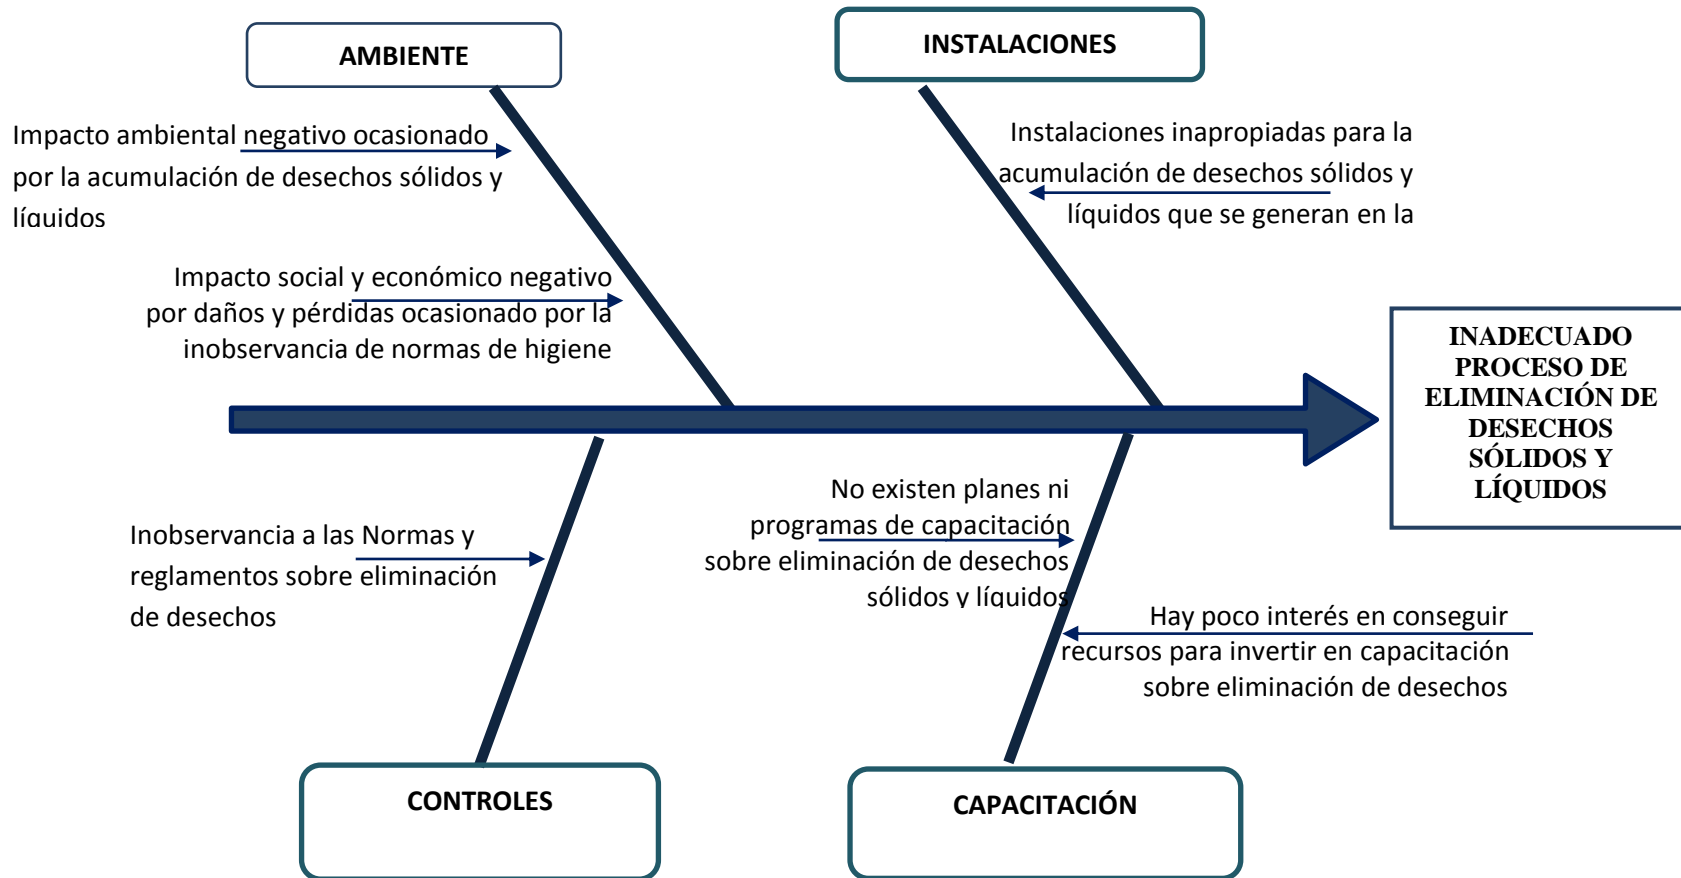 AMBIENTE
INSTALACIONES
Impacto ambiental negativo ocasionado
por la acumulación de desechos sólidos y
líquidos
Instalaciones inapropiadas para la
acumulación de desechos sólidos y
líquidos que se generan en la
Impacto social y económico negativo
por daños y pérdidas ocasionado por la
inobservancia de normas de higiene
INADECUADO
PROCESO DE
ELIMINACIÓN DE
DESECHOS
SÓLIDOS Y
LÍQUIDOS
Inobservancia a las Normas y
reglamentos sobre eliminación
de desechos
No existen planes ni
programas de capacitación
sobre eliminación de desechos
sólidos y líquidos
Hay poco interés en conseguir
recursos para invertir en capacitación
sobre eliminación de desechos
CONTROLES
CAPACITACIÓN